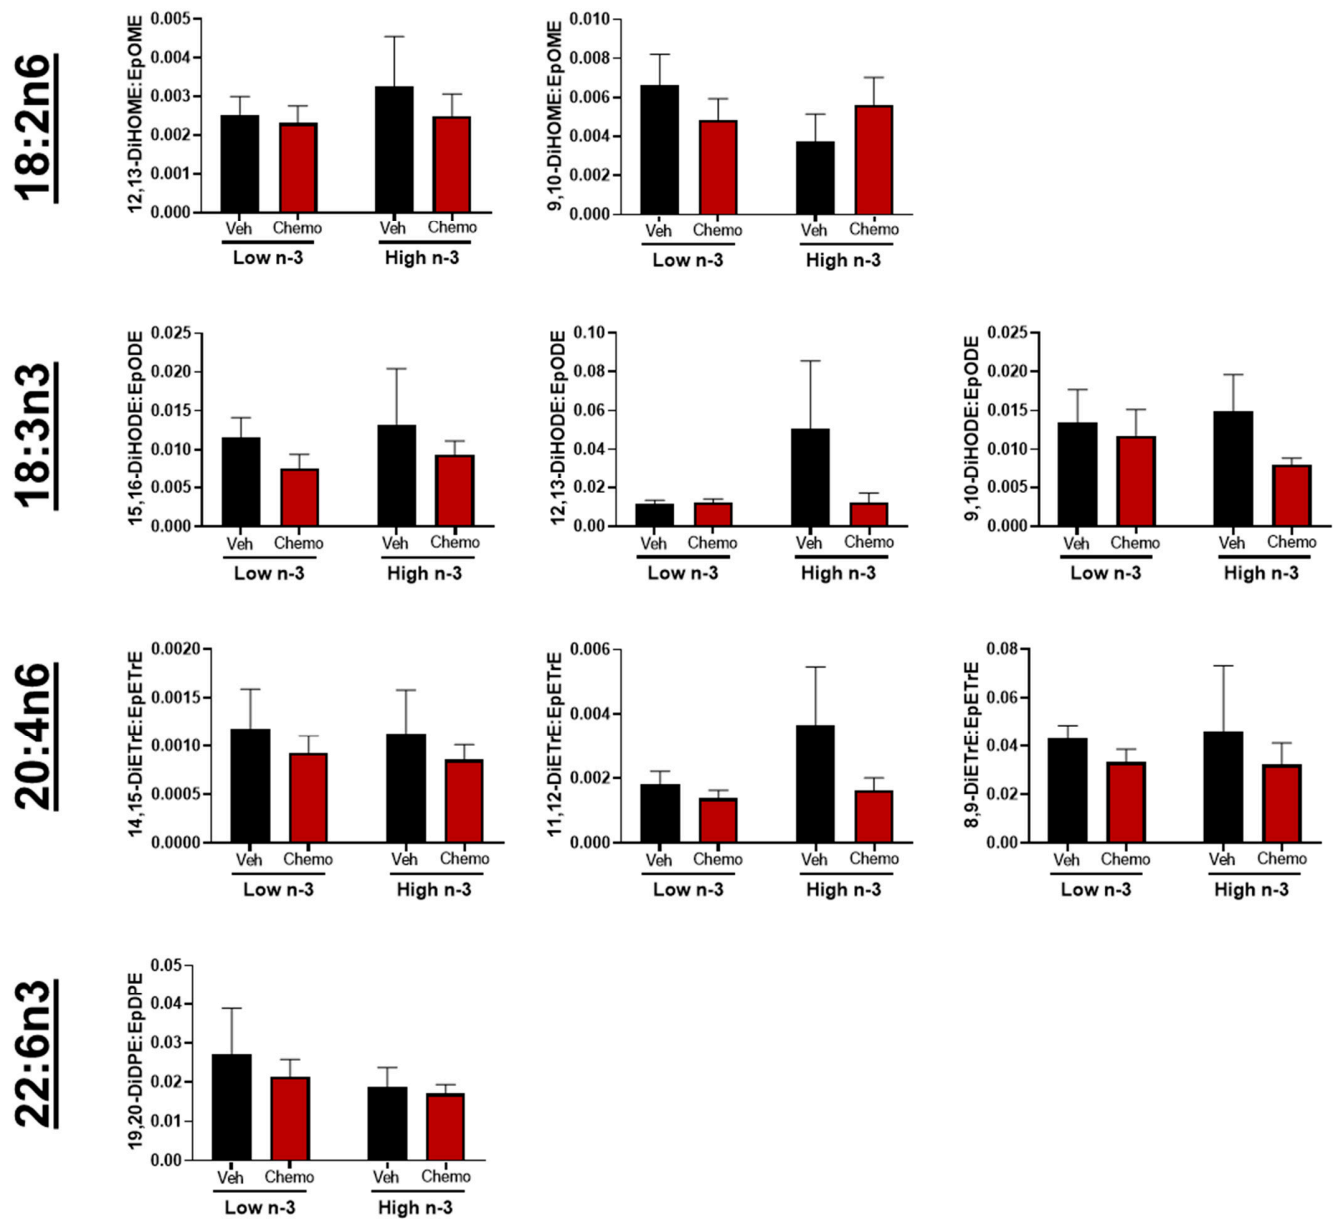 18:2n6
12,13-DiHOME:EpOME
0.005
0.004
0.003
0.002
0.001
0.000
Veh Chemo Veh Chemo
Low n-3 High n-3
9,10-DiHOME:EpOME
0.010
0.008
0.006
0.004
0.002
0.000
Veh Chemo Veh Chemo
Low n-3 High n-3
18:3n3
15,16-DiHODE:EpODE
0.025
0.020
0.015
0.010
0.005
0.000
Veh Chemo Veh Chemo
Low n-3 High n-3
12,13-DiHODE:EpODE
0.10
0.08
0.06
0.04
0.02
0.00
Veh Chemo Veh Chemo
Low n-3 High n-3
9,10-DiHODE:EpODE
0.025
0.020
0.015
0.010
0.005
0.000
Veh Chemo Veh Chemo
Low n-3 High n-3
20:4n6
14,15-DiETrE:EpETrE
0.0020
0.0015
0.0010
0.0005
0.0000
Veh Chemo Veh Chemo
Low n-3 High n-3
11,12-DiETrE:EpETrE
0.006
0.004
0.002
0.000
Veh Chemo Veh Chemo
Low n-3 High n-3
8,9-DiETrE:EpETrE
0.08
0.06
0.04
0.02
0.00
Veh Chemo Veh Chemo
Low n-3 High n-3
22:6n3
19,20-DiDPE:EpDPE
0.05
0.04
0.03
0.02
0.01
0.00
Veh Chemo Veh Chemo
Low n-3 High n-3